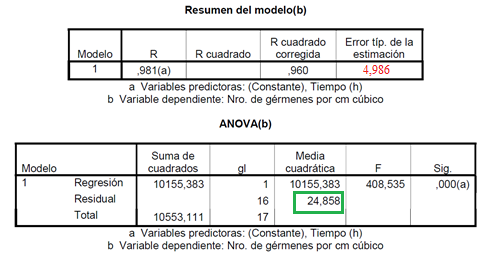 Resumen del modelo(b)
Modelo R R cuadrado R cuadrado corregida Error típ. de la estimación
1 ,981(a) ,960 4,986
a Variables predictoras: (Constante), Tiempo (h)
b Variable dependiente: Nro. de gérmenes por cm cúbico
ANOVA(b)
Modelo Suma de cuadrados gl Media cuadrática F Sig.
1 Regresión 10155,383 1 10155,383 408,535 ,000(a)
Residual 16 24,858
Total 10553,111 17
a Variables predictoras: (Constante), Tiempo (h)
b Variable dependiente: Nro. de gérmenes por cm cúbico